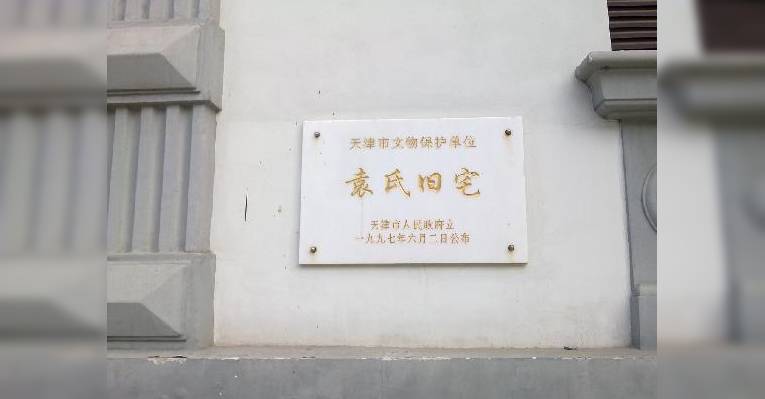 天津市文物保护单位
袁氏旧宅
天津市人民政府立
一九九七年六月二日公布